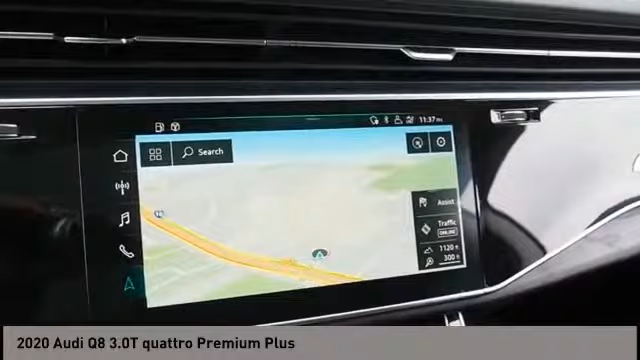 11:37
Search
Assist
Traffic
ONLINE
1120 ft
300 ft
2020 Audi Q8 3.0T quattro Premium Plus